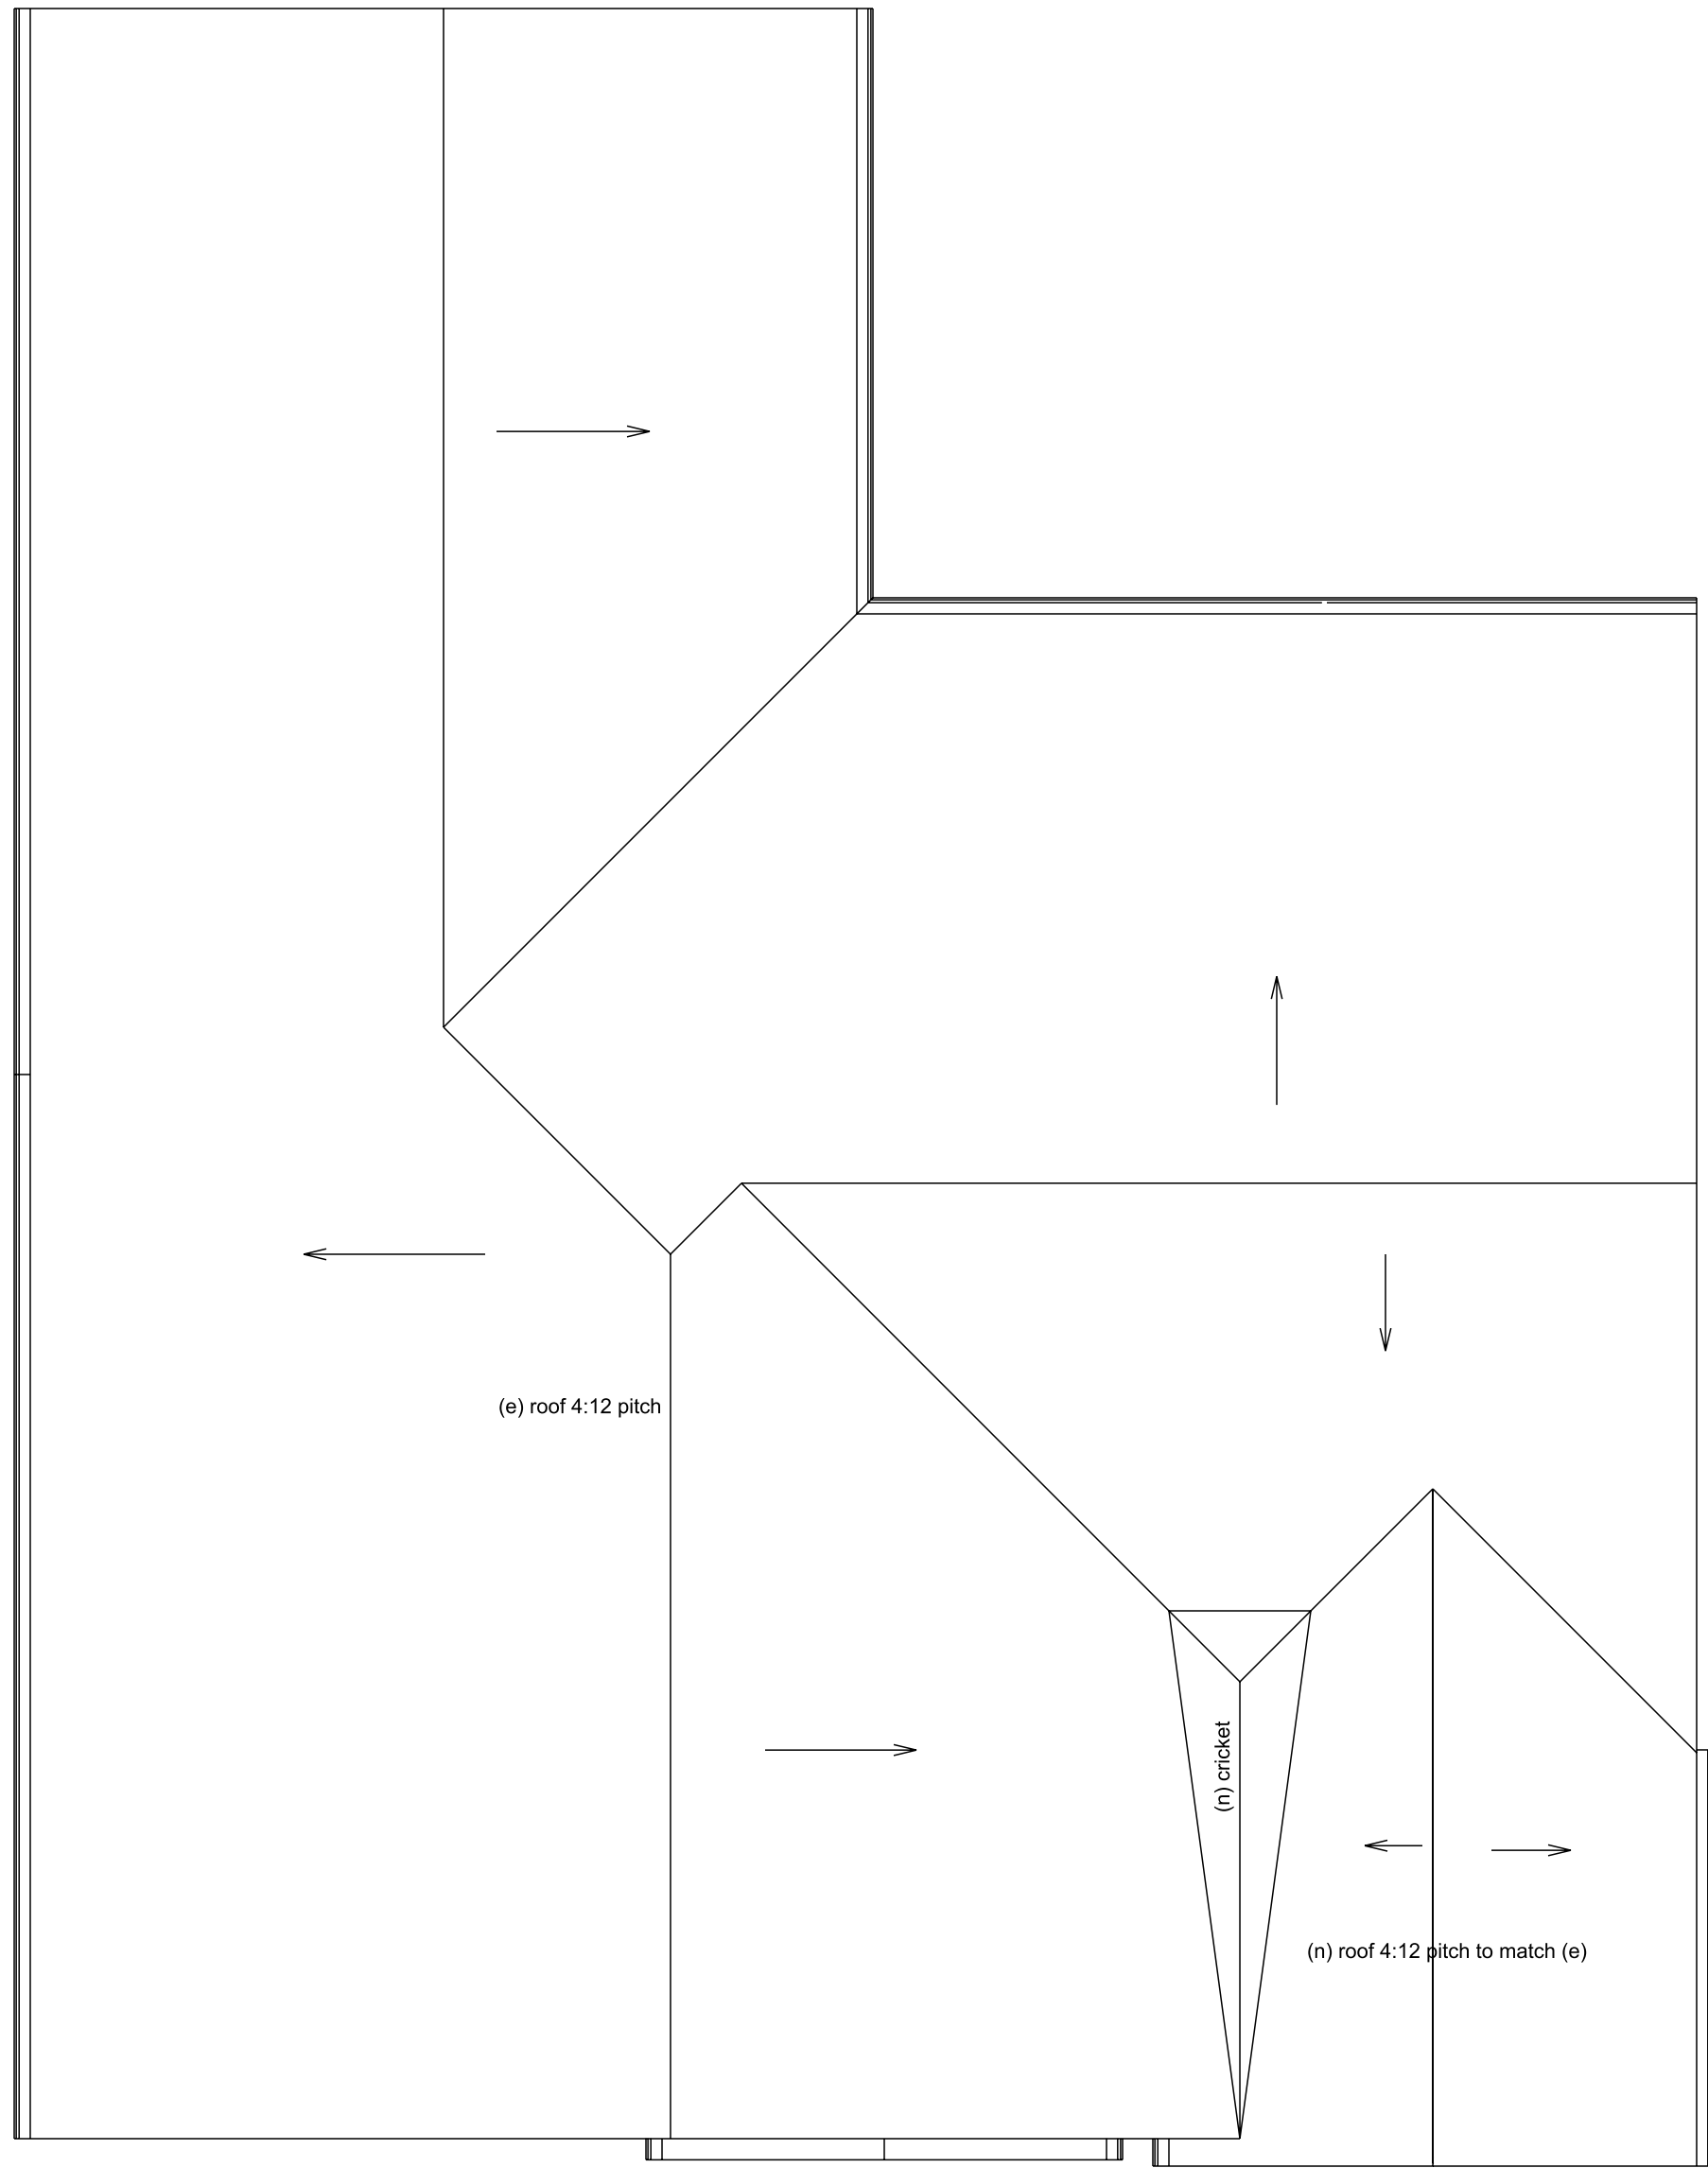 (e) roof 4:12 pitch
(n) cricket
(n) roof 4:12 pitch to match (e)